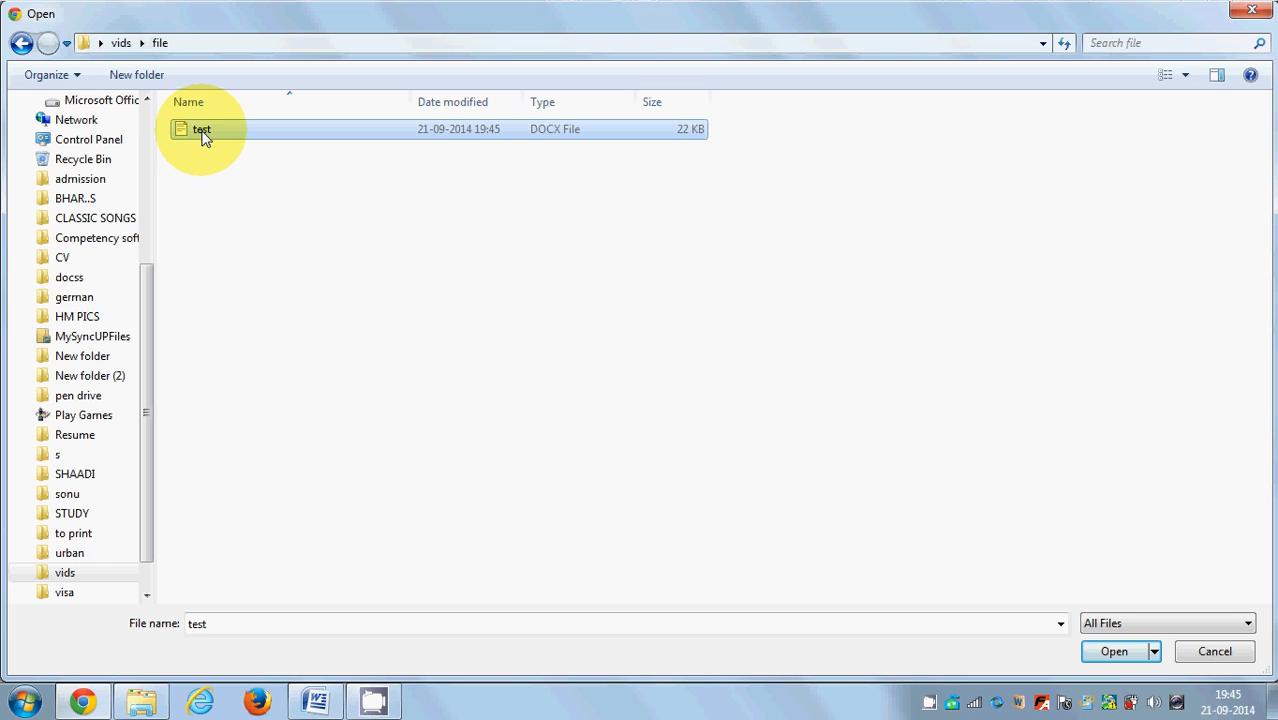 Open
vids file
Search file
Organize New folder
Name Date modified Type Size
test 21-09-2014 19:45 DOCX File 22 KB
Microsoft Offic
Network
Control Panel
Recycle Bin
admission
BHAR..S
CLASSIC SONGS
Competency soft
CV
docss
german
HM PICS
MySyncUPFiles
New folder
New folder (2)
pen drive
Play Games
Resume
s
SHAADI
sonu
STUDY
to print
urban
vids
visa
File name: test All Files
Open Cancel
19:45
21-09-2014